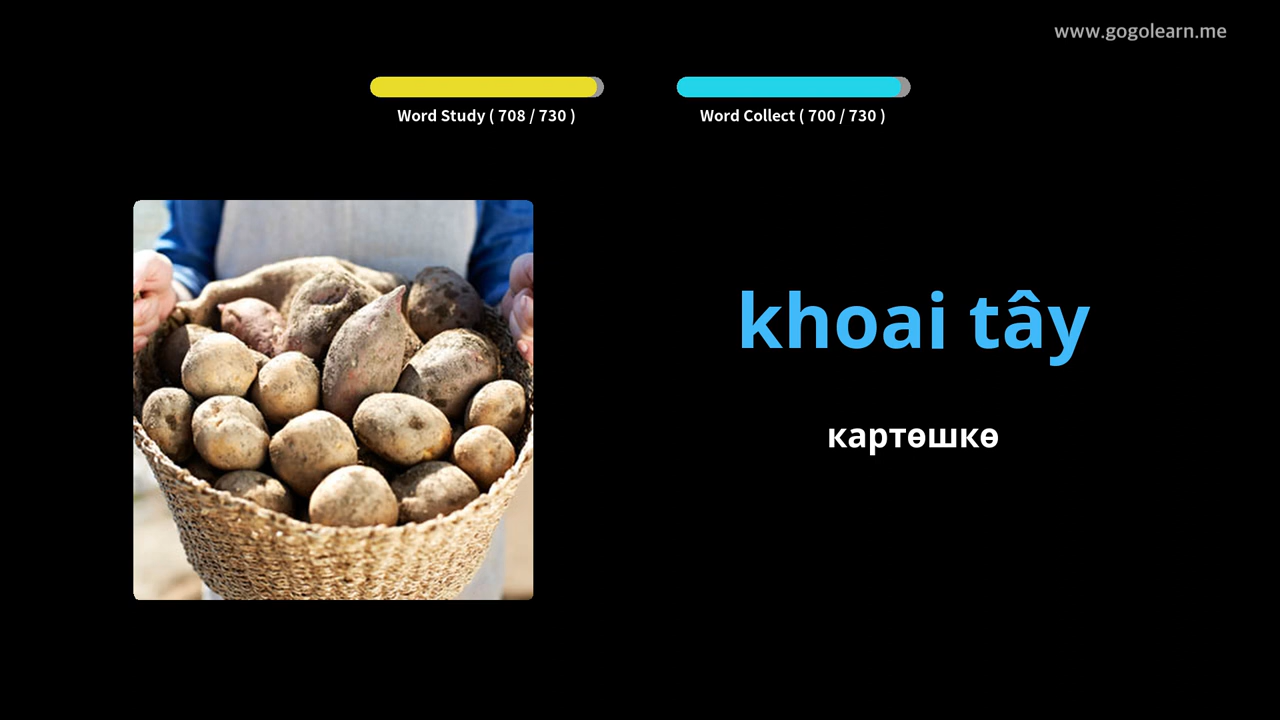 www.gogolearn.me
Word Study ( 708 / 730 )
Word Collect ( 700 / 730 )
khoai tây
картөшкө